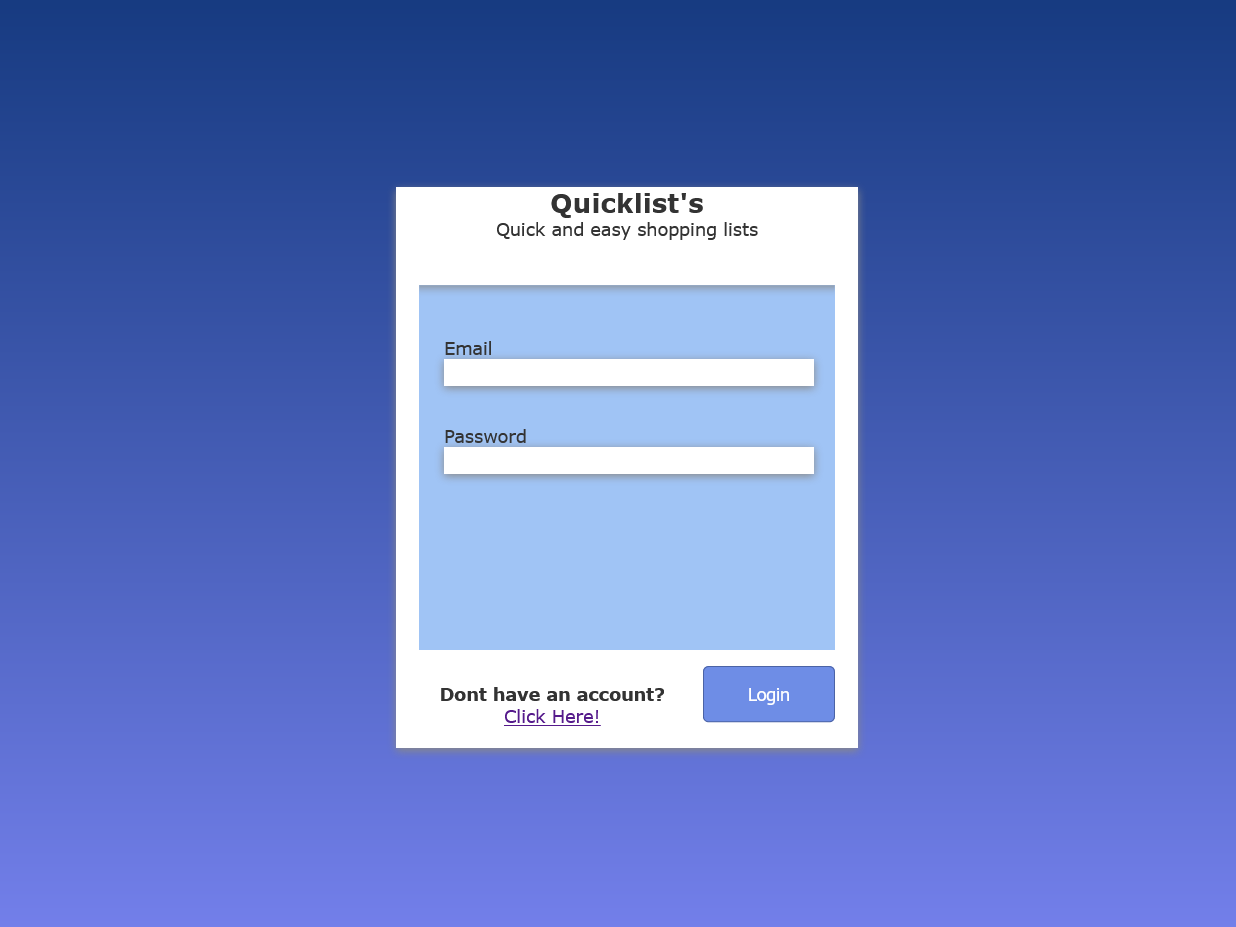 Quicklist's
Quick and easy shopping lists
Email
Password
Dont have an account?
Click Here!
Login